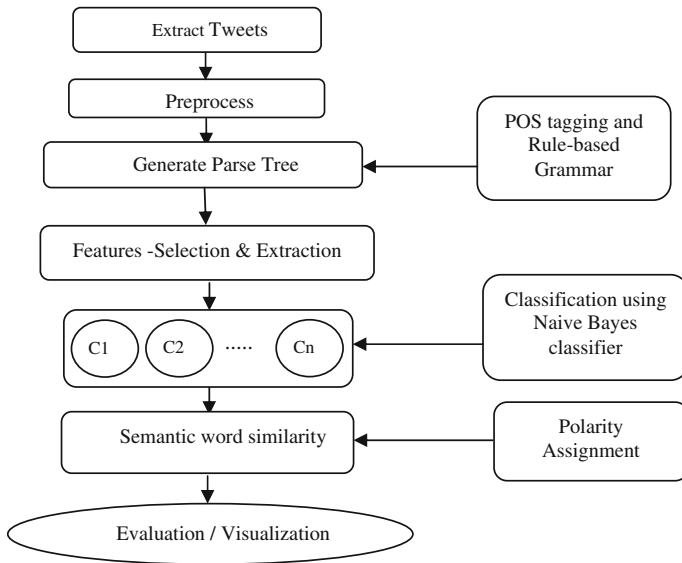 Extract Tweets
Preprocess
POS tagging and
Rule-based
Grammar
Generate Parse Tree
Features -Selection & Extraction
Classification using
Naive Bayes
classifier
C1 C2 ..... Cn
Semantic word similarity
Polarity
Assignment
Evaluation / Visualization